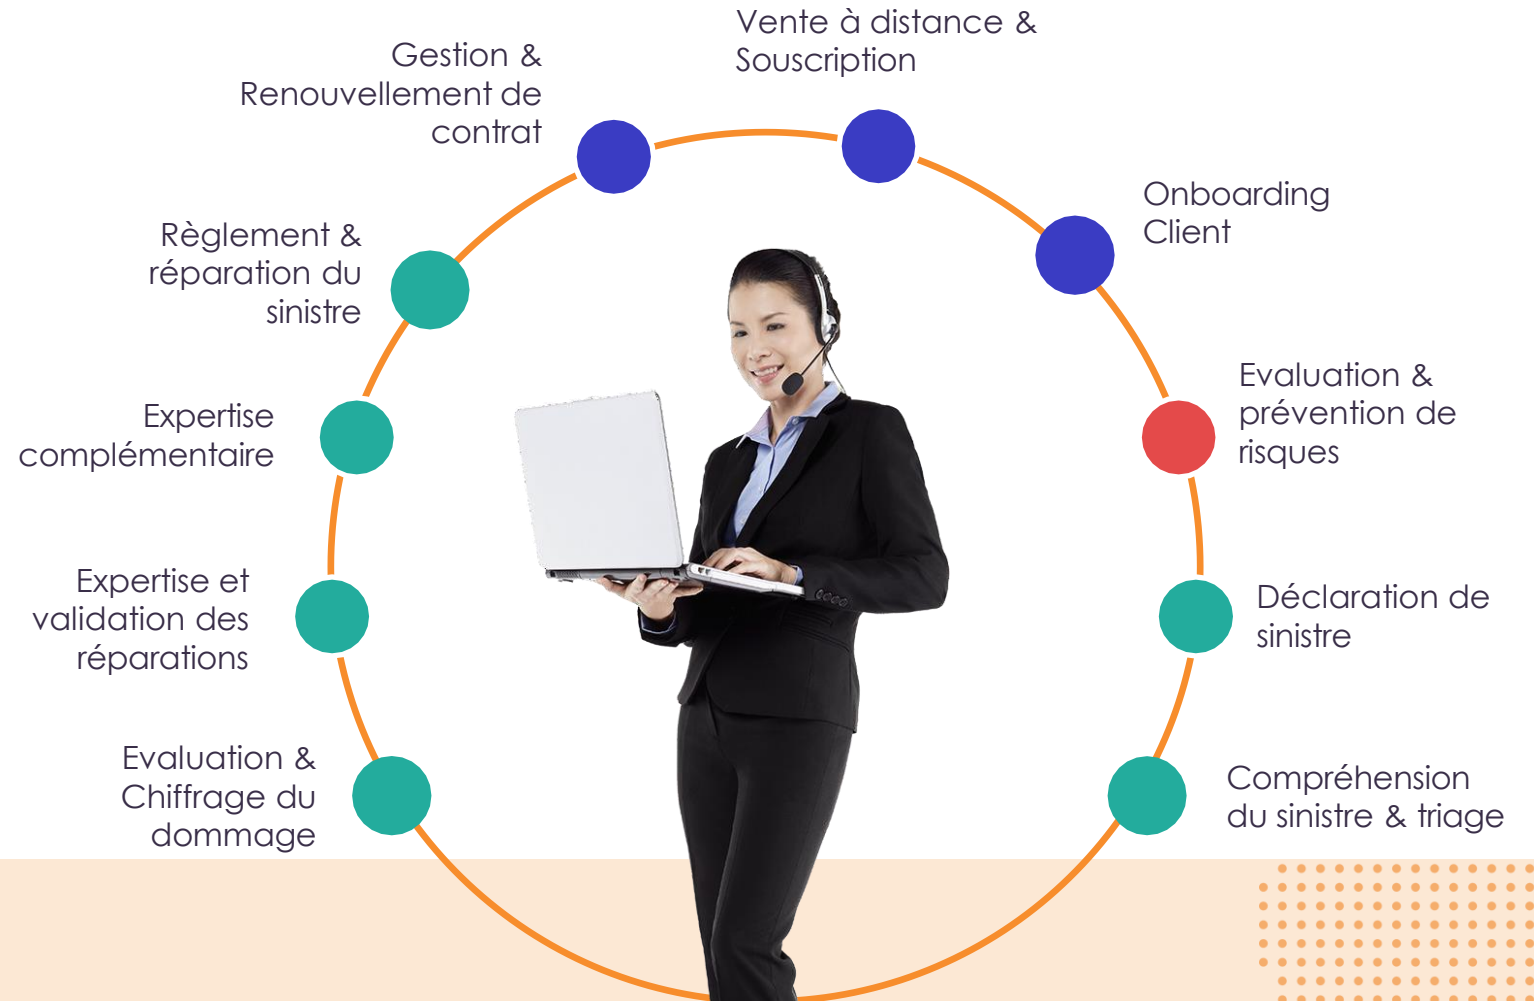 Vente à distance &
Souscription
Onboarding
Client
Evaluation &
prévention de
risques
Déclaration de
sinistre
Compréhension
du sinistre & triage
Evaluation &
Chiffrage du
dommage
Expertise et
validation des
réparations
Expertise
complémentaire
Règlement &
réparation du
sinistre
Gestion &
Renouvellement de
contrat